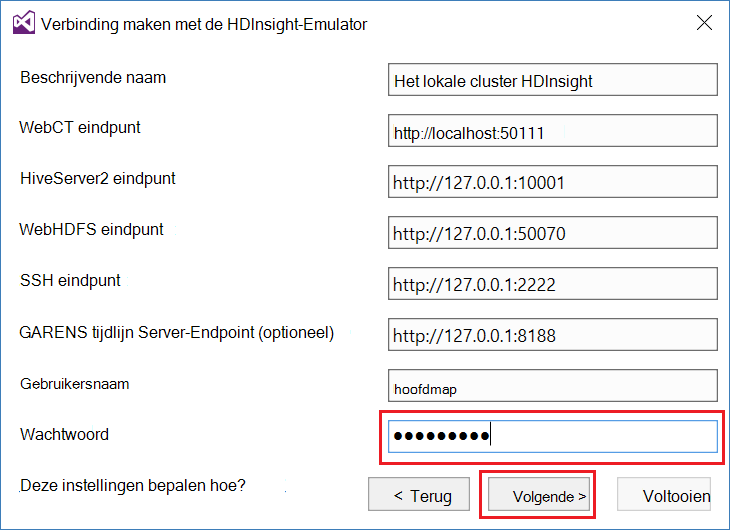 Verbinding maken met de HDInsight-Emulator
Beschrijvende naam
Het lokale cluster HDInsight
WebCT eindpunt
http://localhost:50111
HiveServer2 eindpunt
http://127.0.0.1:10001
WebHDFS eindpunt
http://127.0.0.1:50070
SSH eindpunt
http://127.0.0.1:2222
GARENS tijdlijn Server-Endpoint (optioneel)
http://127.0.0.1:8188
Gebruikersnaam
hoofdmap
Wachtwoord
●●●●●●●●●
Deze instellingen bepalen hoe?
< Terug
Volgende >
Voltooien